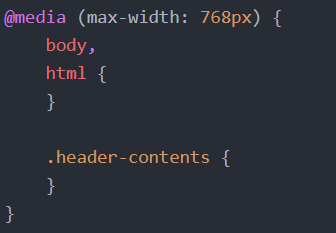 @media (max-width: 768px) {
    body,
    html {
    }

    .header-contents {
    }
}